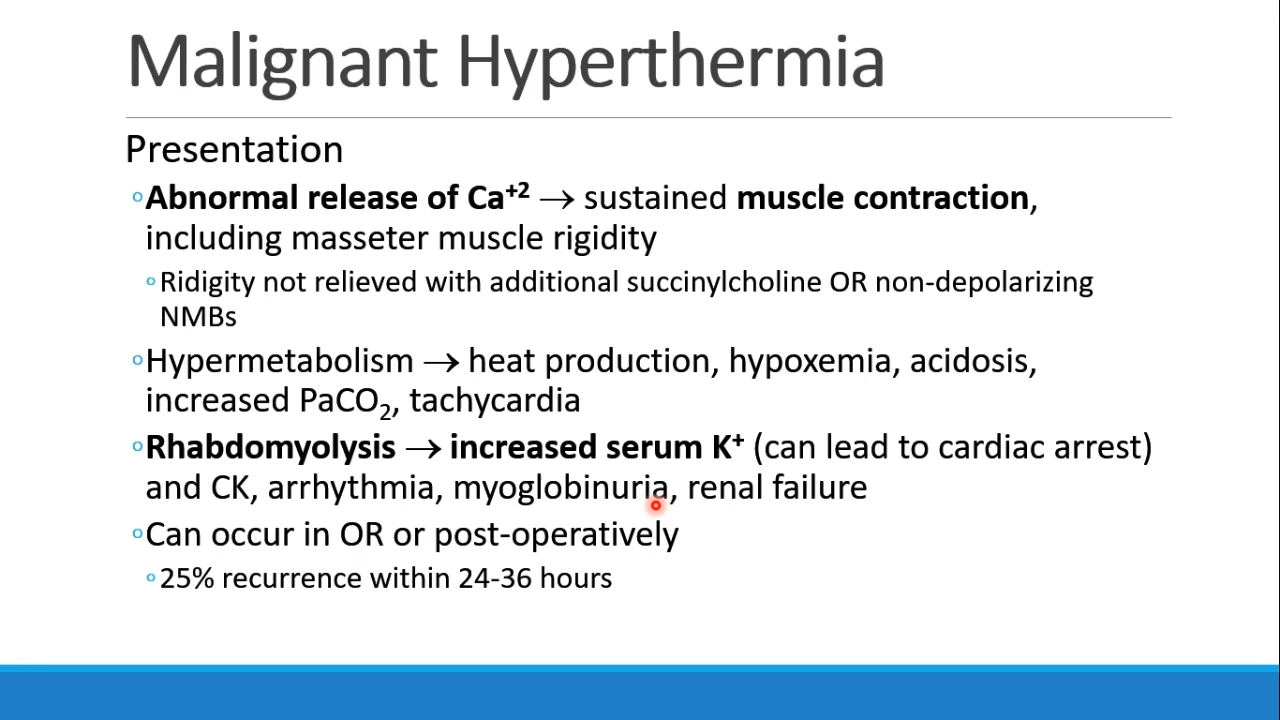 Malignant Hyperthermia
Presentation
◦Abnormal release of Ca⁺² → sustained muscle contraction,
including masseter muscle rigidity
◦Ridigity not relieved with additional succinylcholine OR non-depolarizing
NMBs
◦Hypermetabolism → heat production, hypoxemia, acidosis,
increased PaCO₂, tachycardia
◦Rhabdomyolysis → increased serum K⁺ (can lead to cardiac arrest)
and CK, arrhythmia, myoglobinuria, renal failure
◦Can occur in OR or post-operatively
◦25% recurrence within 24-36 hours